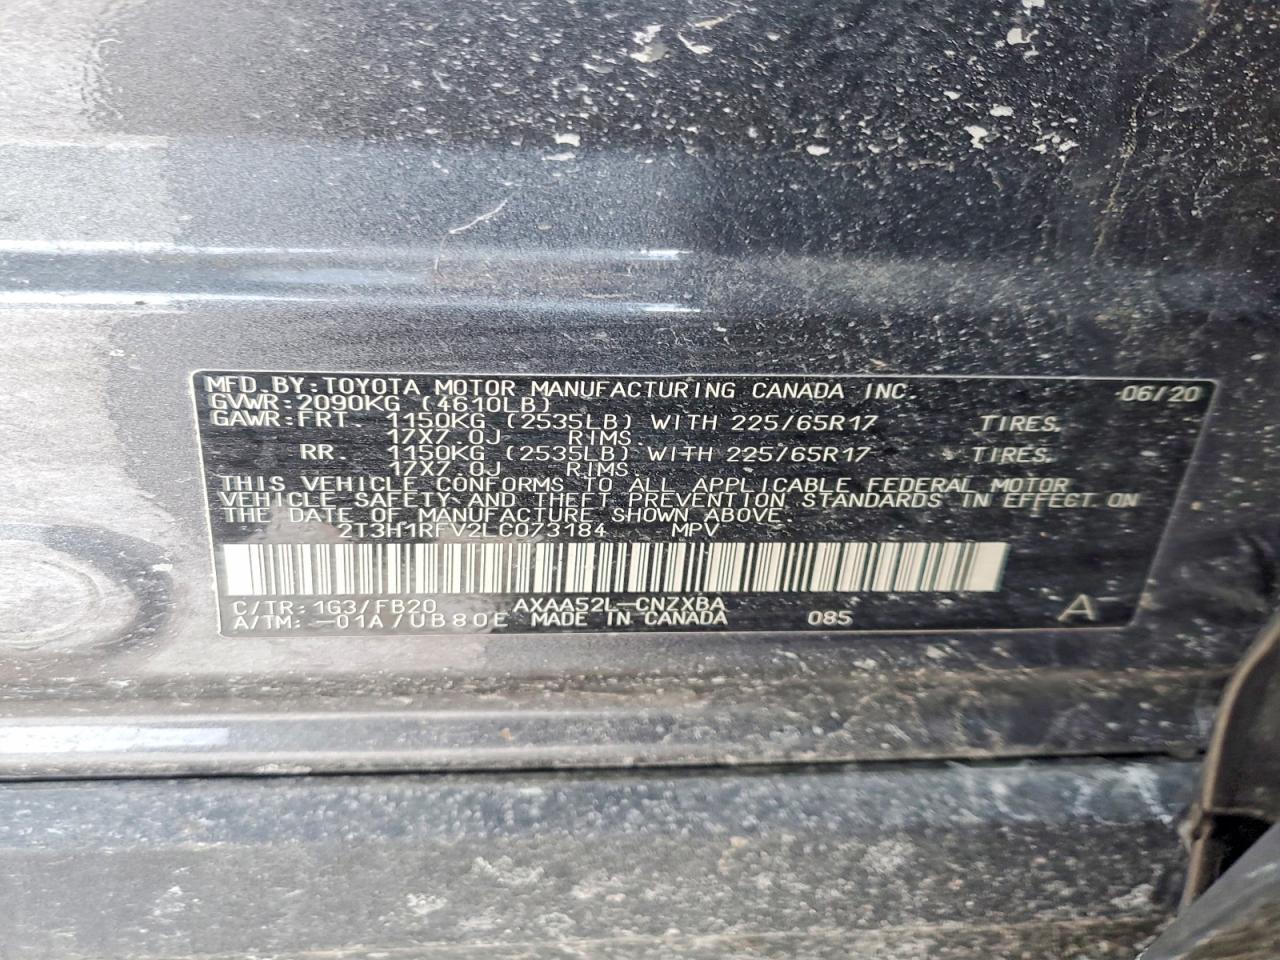 MFD.BY:TOYOTA MOTOR MANUFACTURING CANADA INC. 06/20
GVWR:2090KG (4610LB)
GAWR:FRT. 1150KG (2535LB) WITH 225/65R17 TIRES,
17X7.0J RIMS.
RR. 1150KG (2535LB) WITH 225/65R17 TIRES,
17X7.0J RIMS.
THIS VEHICLE CONFORMS TO ALL APPLICABLE FEDERAL MOTOR
VEHICLE SAFETY AND THEFT PREVENTION STANDARDS IN EFFECT ON
THE DATE OF MANUFACTURE SHOWN ABOVE.
2T3H1RFV2LC073184 MPV
C/TR:1G3/FB20 AXAA52L-CNZXBA
A/TM:-01A/UB80E MADE IN CANADA 085 A